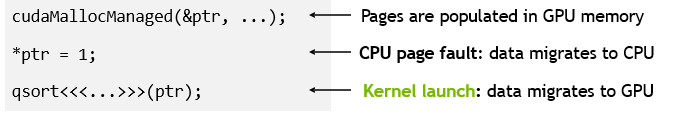 cudaMallocManaged(&ptr, ...); Pages are populated in GPU memory
*ptr = 1; CPU page fault: data migrates to CPU
qsort<<<...>>>(ptr); Kernel launch: data migrates to GPU